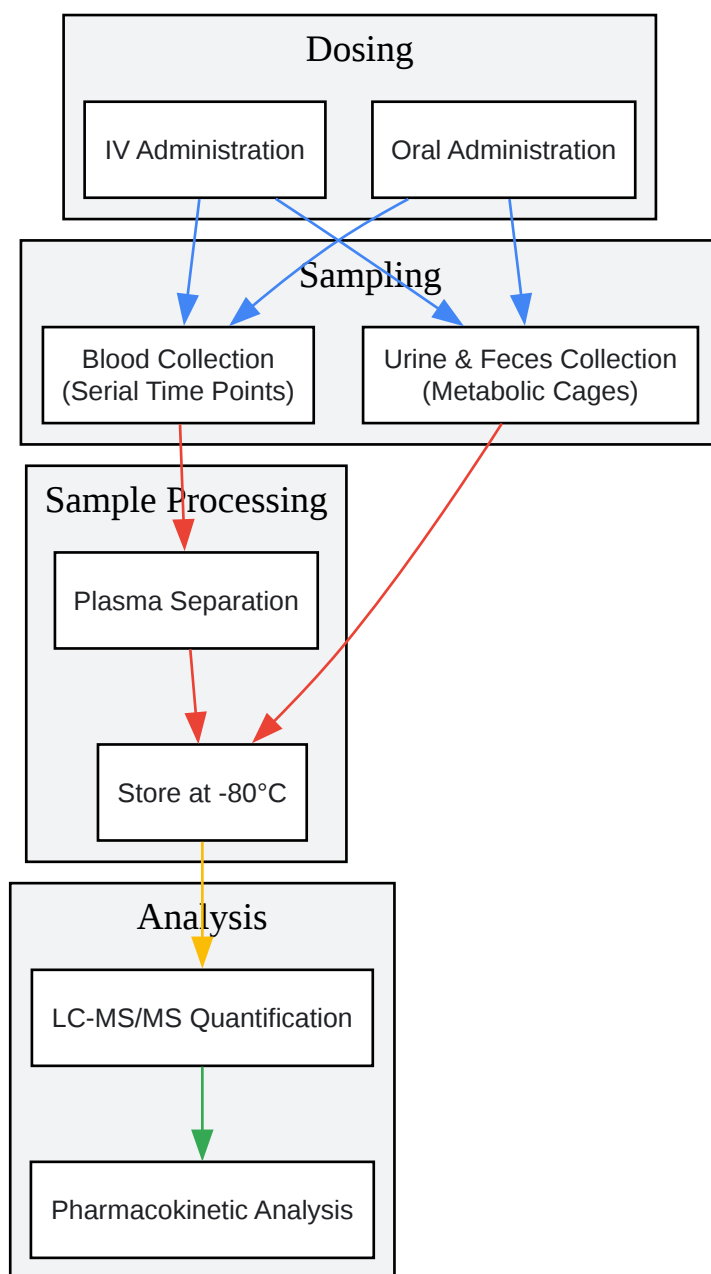 Dosing
IV Administration
Oral Administration
Sampling
Blood Collection
(Serial Time Points)
Urine & Feces Collection
(Metabolic Cages)
Sample Processing
Plasma Separation
Store at -80°C
Analysis
LC-MS/MS Quantification
Pharmacokinetic Analysis